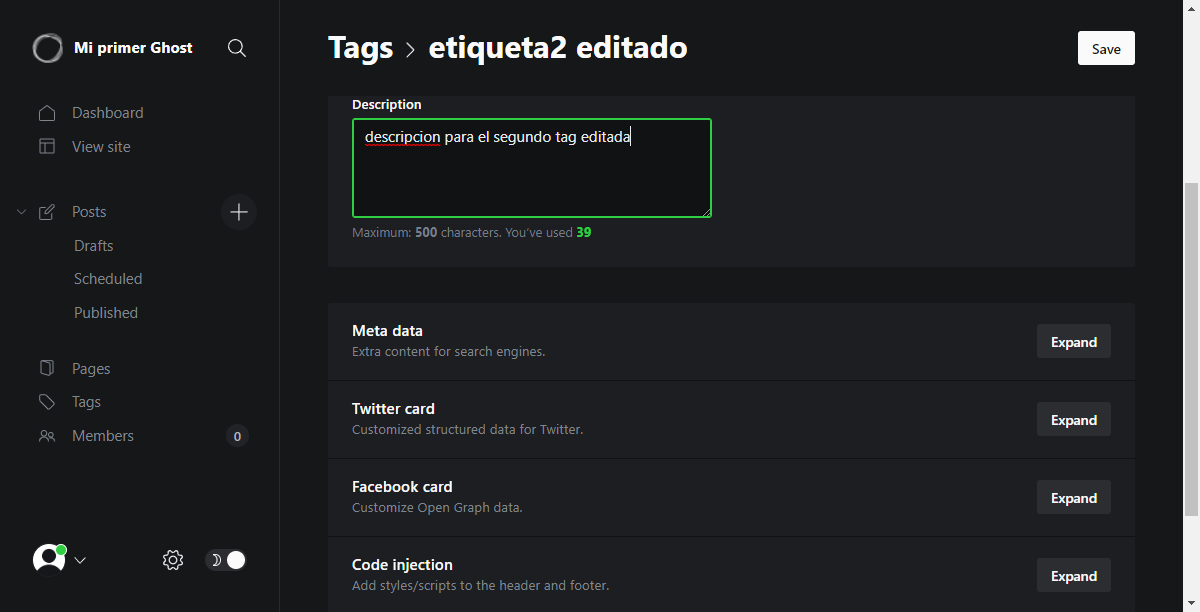 Mi primer Ghost
Dashboard
View site
Posts
Drafts
Scheduled
Published
Pages
Tags
Members 0
Tags > etiqueta2 editado
Save
Description
descripcion para el segundo tag editada
Maximum: 500 characters. You've used 39
Meta data
Extra content for search engines.
Expand
Twitter card
Customized structured data for Twitter.
Expand
Facebook card
Customize Open Graph data.
Expand
Code injection
Add styles/scripts to the header and footer.
Expand